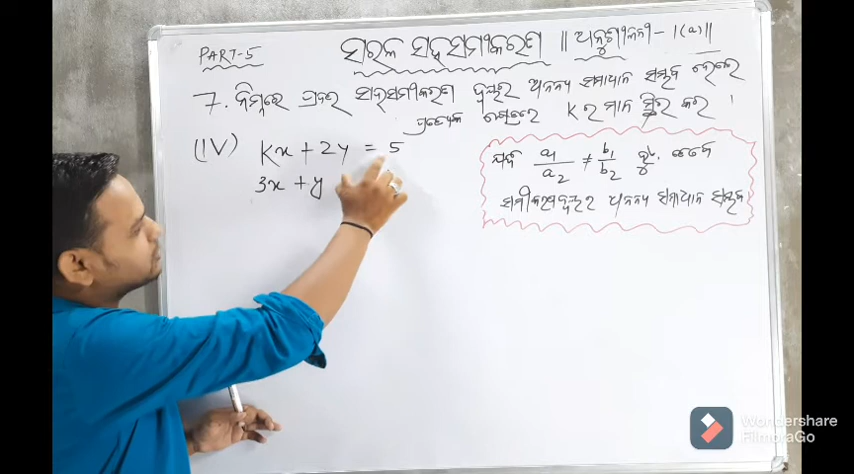 PART-5
ସରଳ ସହସମୀକରଣ || ଅନୁଶୀଳନୀ - 1(a)||
7. ନିମ୍ନରେ ପ୍ରଦତ୍ତ ସହସମୀକରଣ ଦ୍ୱୟର ଅନନ୍ୟ ସମାଧାନ ସମ୍ଭବ ହେଲେ
ପ୍ରତ୍ୟେକ କ୍ଷେତ୍ରରେ K ର ମାନ ସ୍ଥିର କର ।
(IV) Kx + 2y = 5
3x + y
ଯଦି a1/a2 ≠ b1/b2 ହୁଏ ତେବେ
ସମୀକରଣଦ୍ୱୟର ଅନନ୍ୟ ସମାଧାନ ସମ୍ଭବ
Wondershare
FilmoraGo